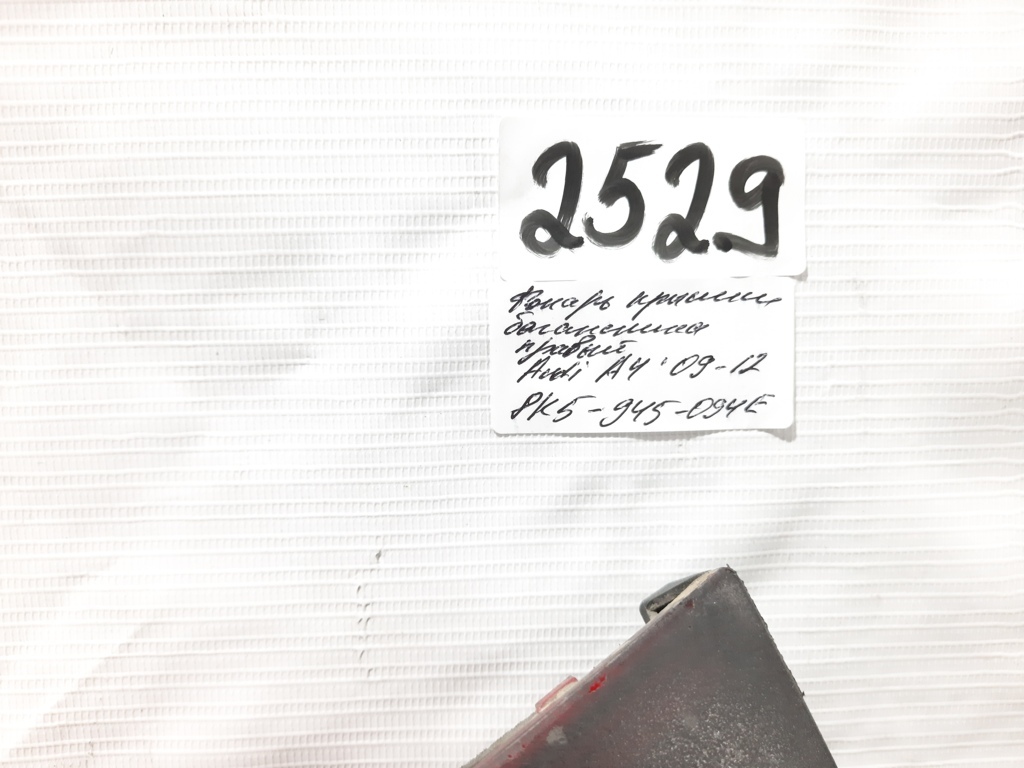 2529
Фонарь крышки
багажника
правый
Audi A4 '09-12
8K5-945-094E